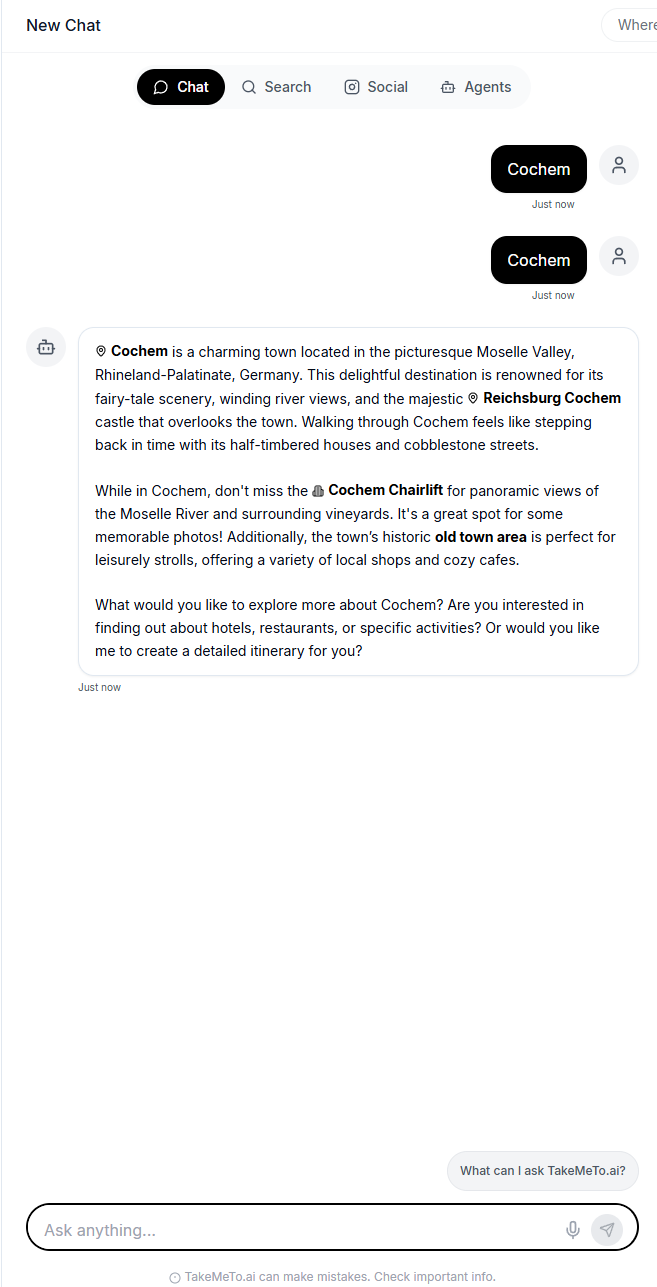 New Chat
Where
Chat
Search
Social
Agents
Cochem
Just now
Cochem
Just now
Cochem is a charming town located in the picturesque Moselle Valley,
Rhineland-Palatinate, Germany. This delightful destination is renowned for its
fairy-tale scenery, winding river views, and the majestic Reichsburg Cochem
castle that overlooks the town. Walking through Cochem feels like stepping
back in time with its half-timbered houses and cobblestone streets.
While in Cochem, don't miss the Cochem Chairlift for panoramic views of
the Moselle River and surrounding vineyards. It's a great spot for some
memorable photos! Additionally, the town’s historic old town area is perfect for
leisurely strolls, offering a variety of local shops and cozy cafes.
What would you like to explore more about Cochem? Are you interested in
finding out about hotels, restaurants, or specific activities? Or would you like
me to create a detailed itinerary for you?
Just now
What can I ask TakeMeTo.ai?
Ask anything...
TakeMeTo.ai can make mistakes. Check important info.